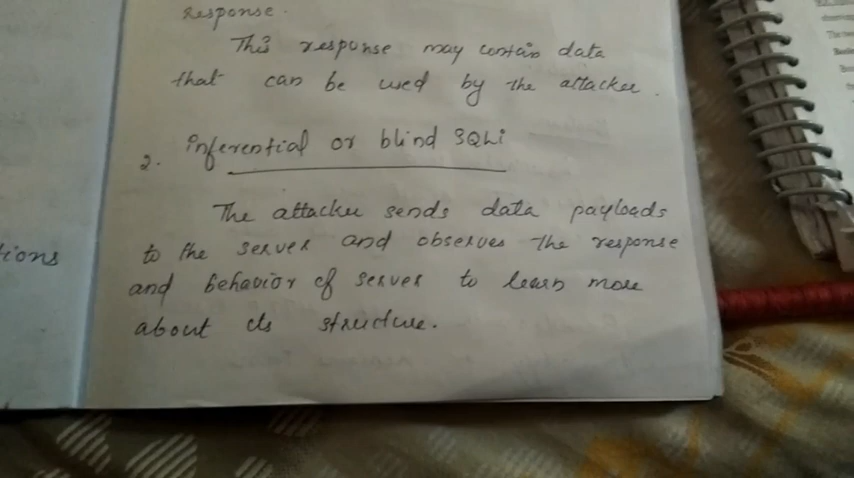 response.
This response may contain data
that can be used by the attacker.
2. inferential or blind SQLi
The attacker sends data payloads
to the server and observes the response
and behavior of server to learn more
about its structure.
tions